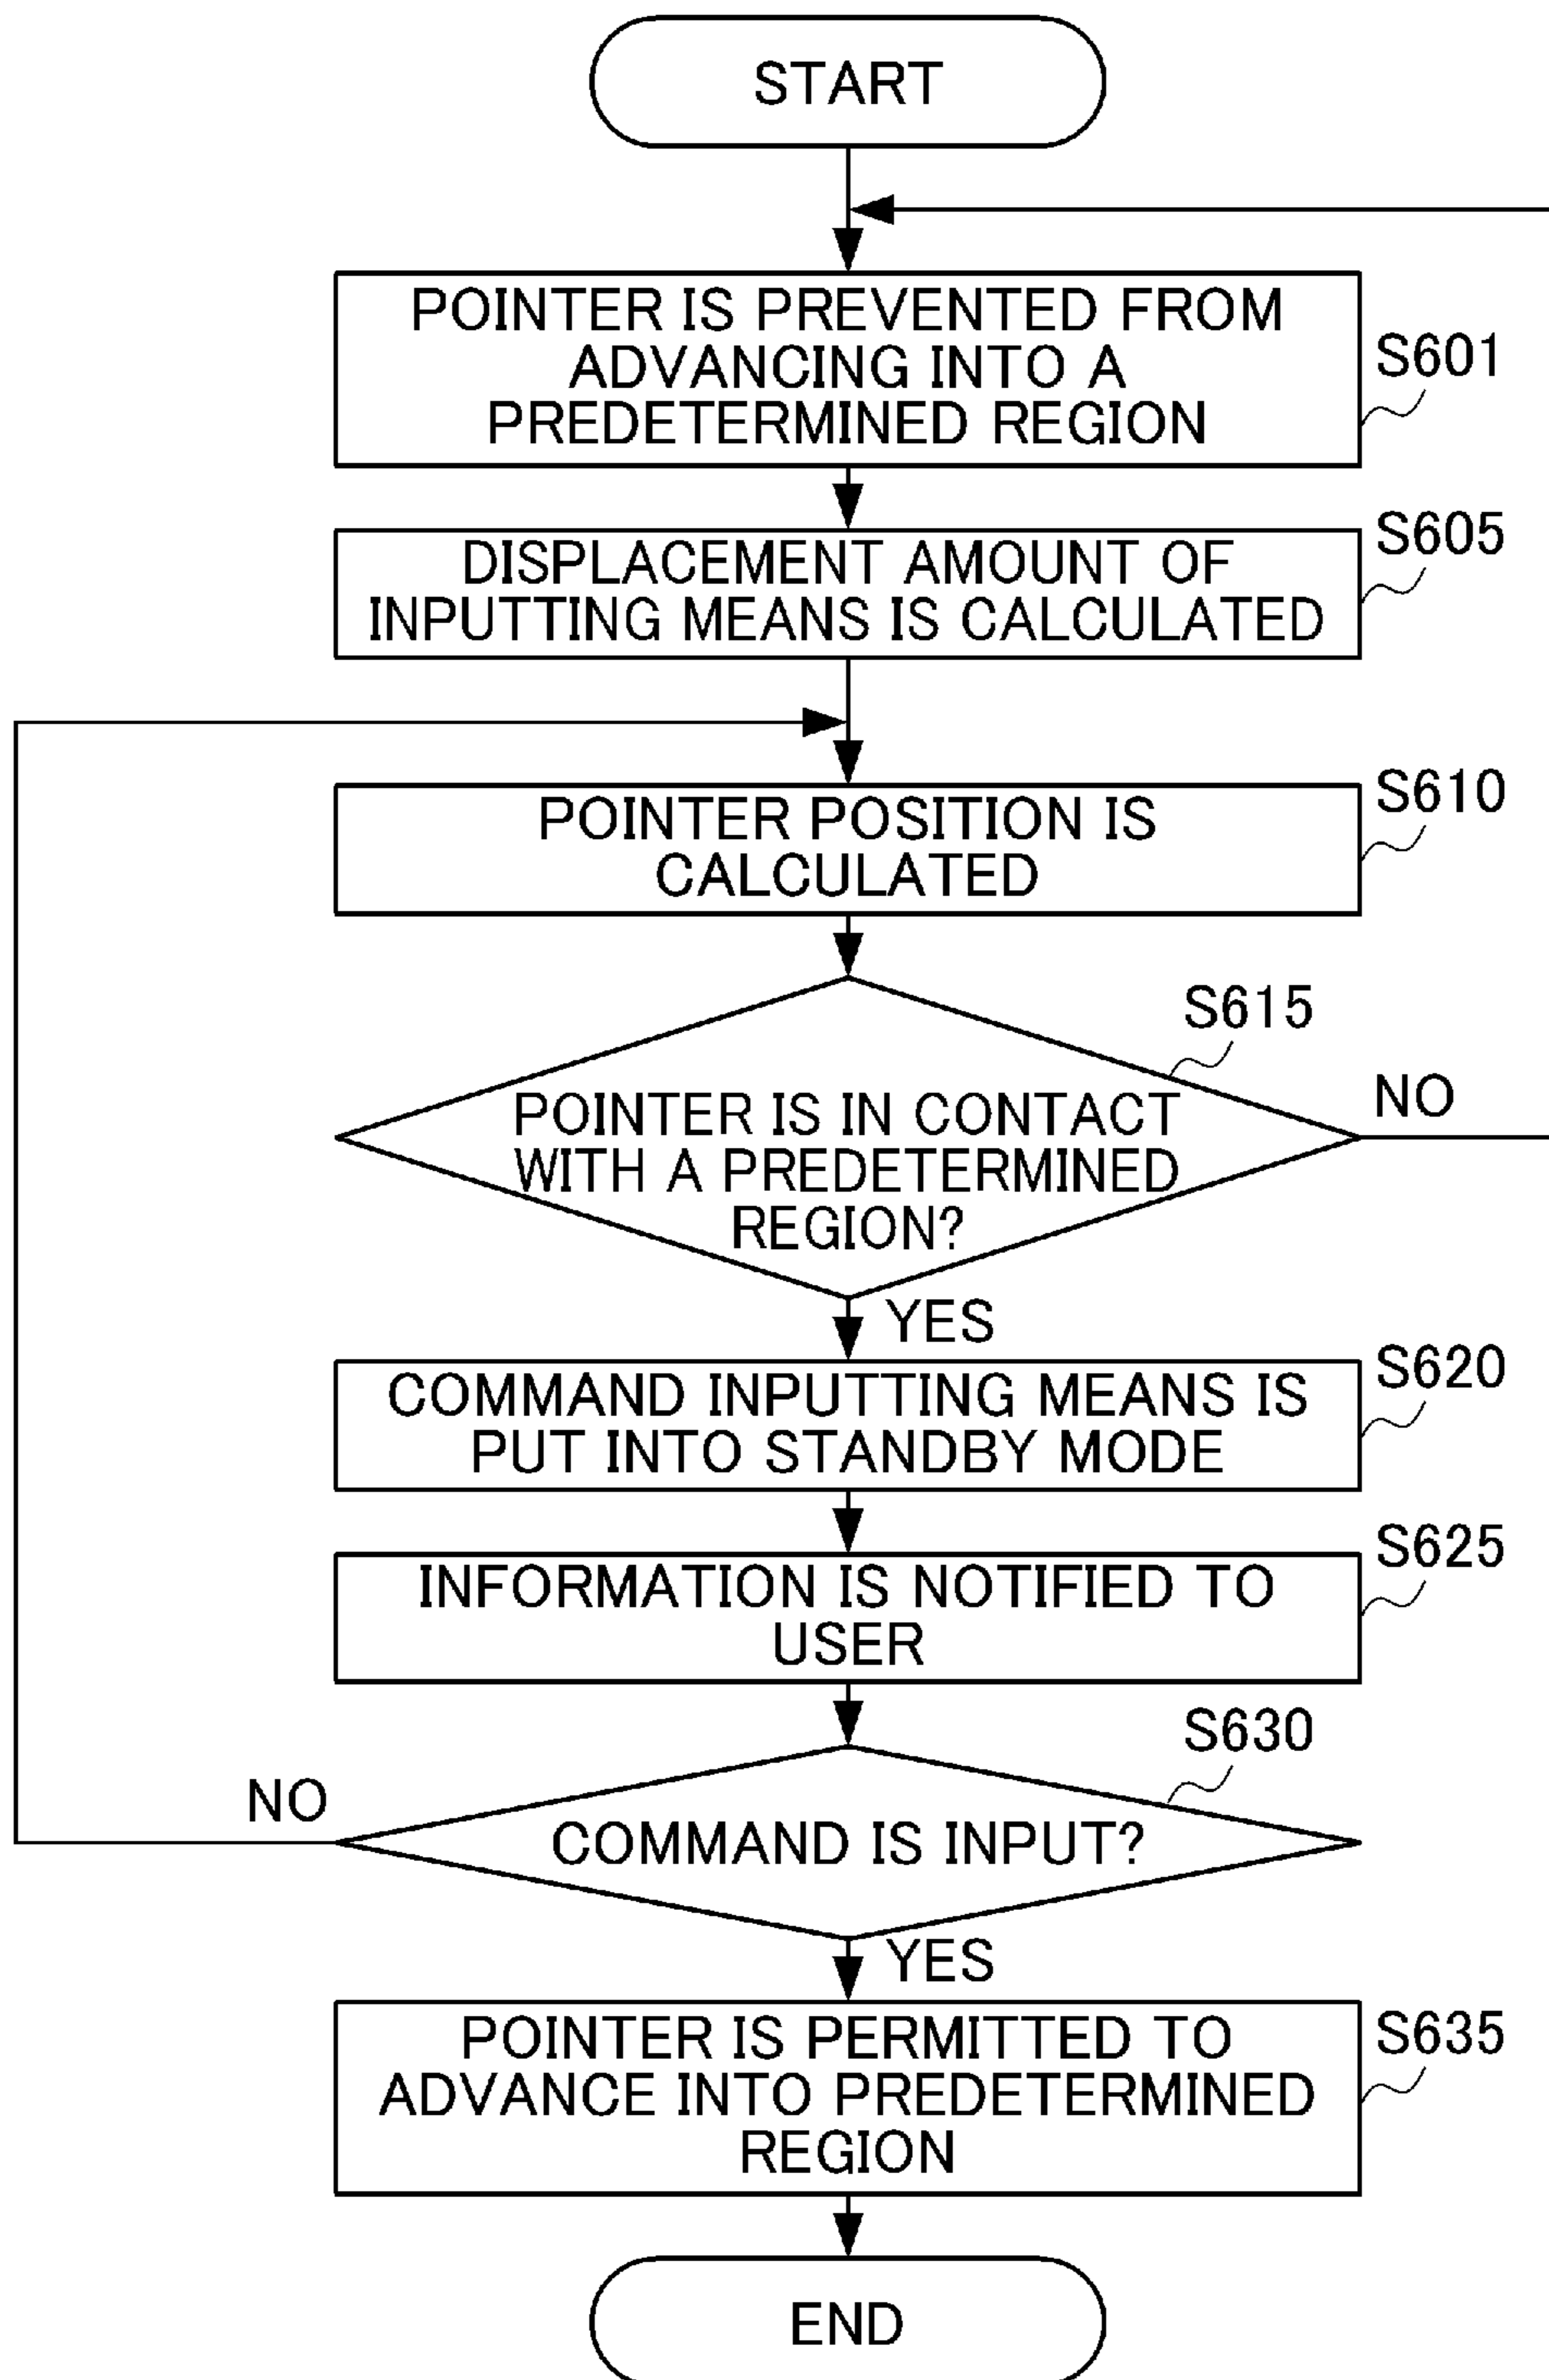 START
POINTER IS PREVENTED FROM
ADVANCING INTO A
PREDETERMINED REGION
S601
S605
DISPLACEMENT AMOUNT OF
INPUTTING MEANS IS CALCULATED
S610
POINTER POSITION IS
CALCULATED
S615
NO
POINTER IS IN CONTACT
WITH A PREDETERMINED
REGION?
YES
S620
COMMAND INPUTTING MEANS IS
PUT INTO STANDBY MODE
S625
INFORMATION IS NOTIFIED TO
USER
S630
NO
COMMAND IS INPUT?
YES
S635
POINTER IS PERMITTED TO
ADVANCE INTO PREDETERMINED
REGION
END